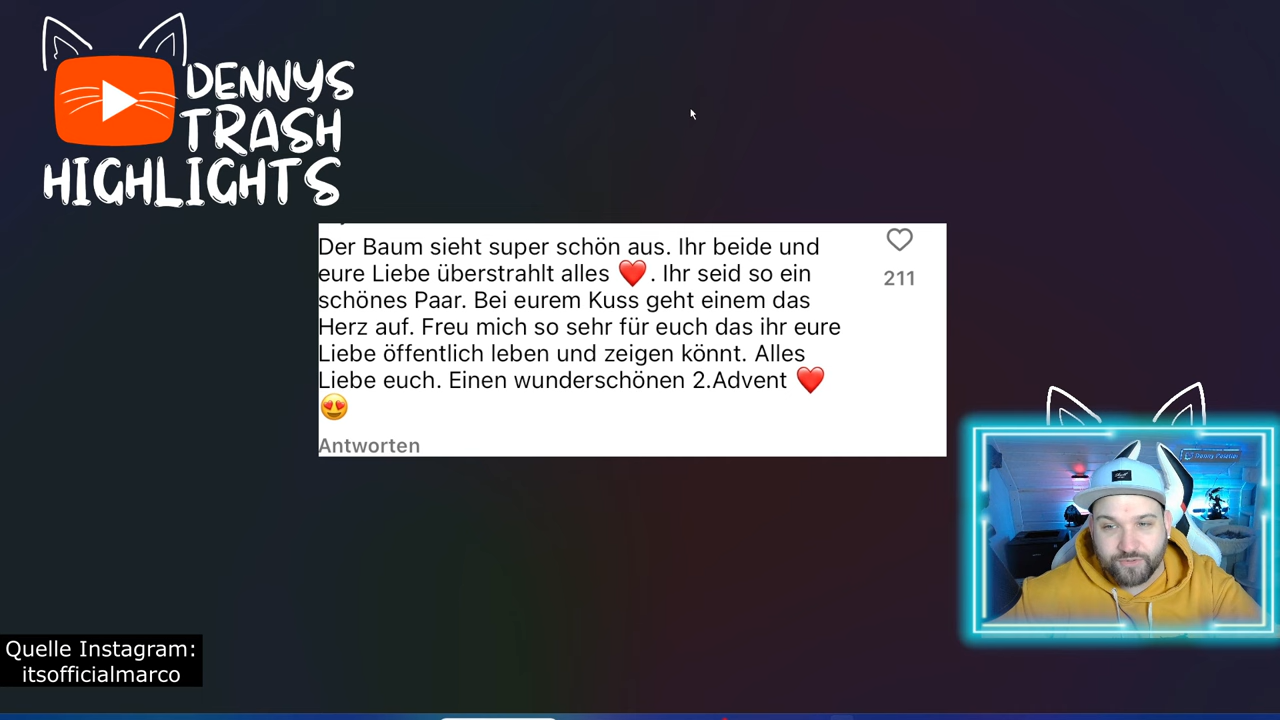 DENNYS
TRASH
HIGHLIGHTS
Der Baum sieht super schön aus. Ihr beide und
eure Liebe überstrahlt alles ❤️. Ihr seid so ein
schönes Paar. Bei eurem Kuss geht einem das
Herz auf. Freu mich so sehr für euch das ihr eure
Liebe öffentlich leben und zeigen könnt. Alles
Liebe euch. Einen wunderschönen 2.Advent ❤️
😍
211
Antworten
Quelle Instagram:
itsofficialmarco